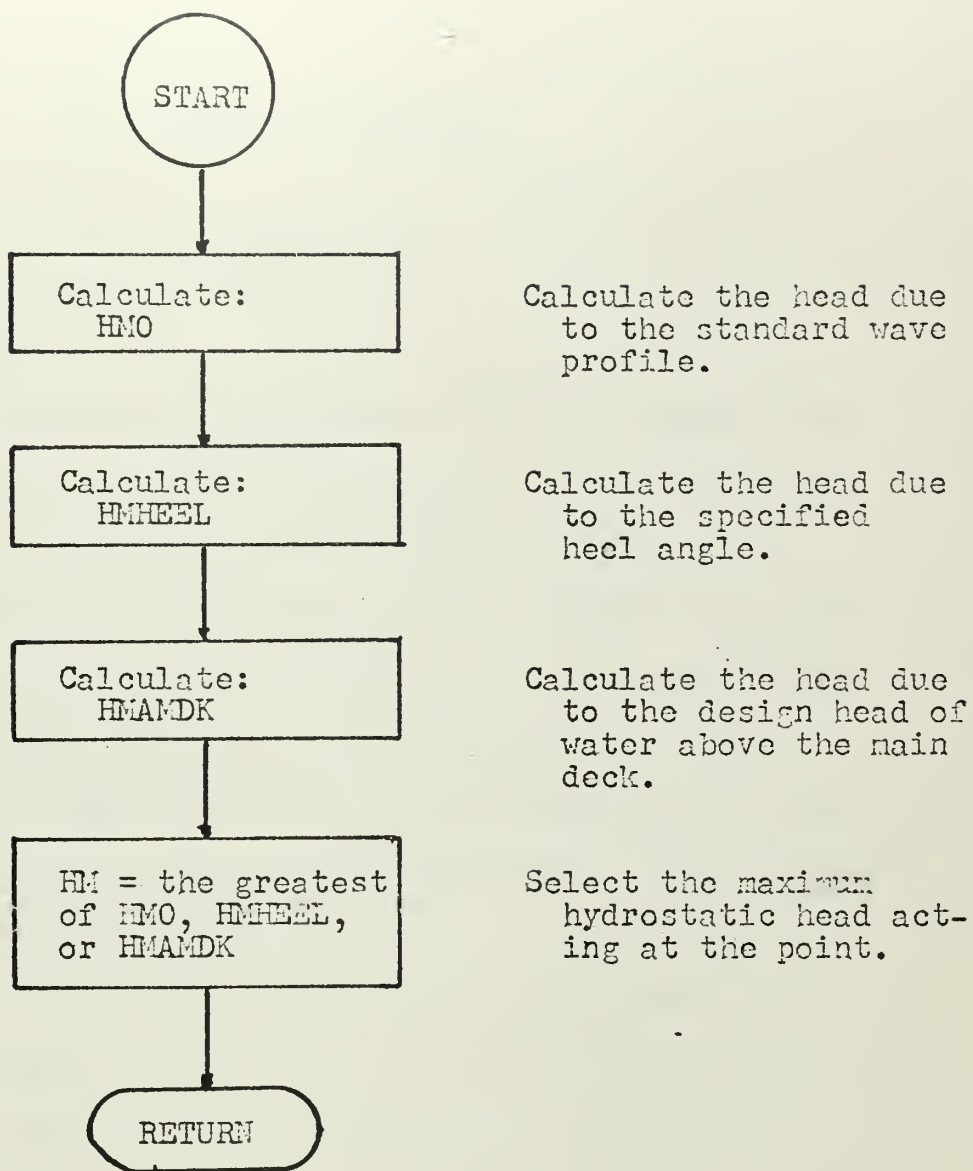 START
Calculate:
HMO
Calculate the head due
to the standard wave
profile.
Calculate:
HMHEEL
Calculate the head due
to the specified
heel angle.
Calculate:
HMAMDK
Calculate the head due
to the design head of
water above the main
deck.
HM = the greatest
of HMO, HMHEEL,
or HMAMDK
Select the maximum
hydrostatic head act-
ing at the point.
RETURN